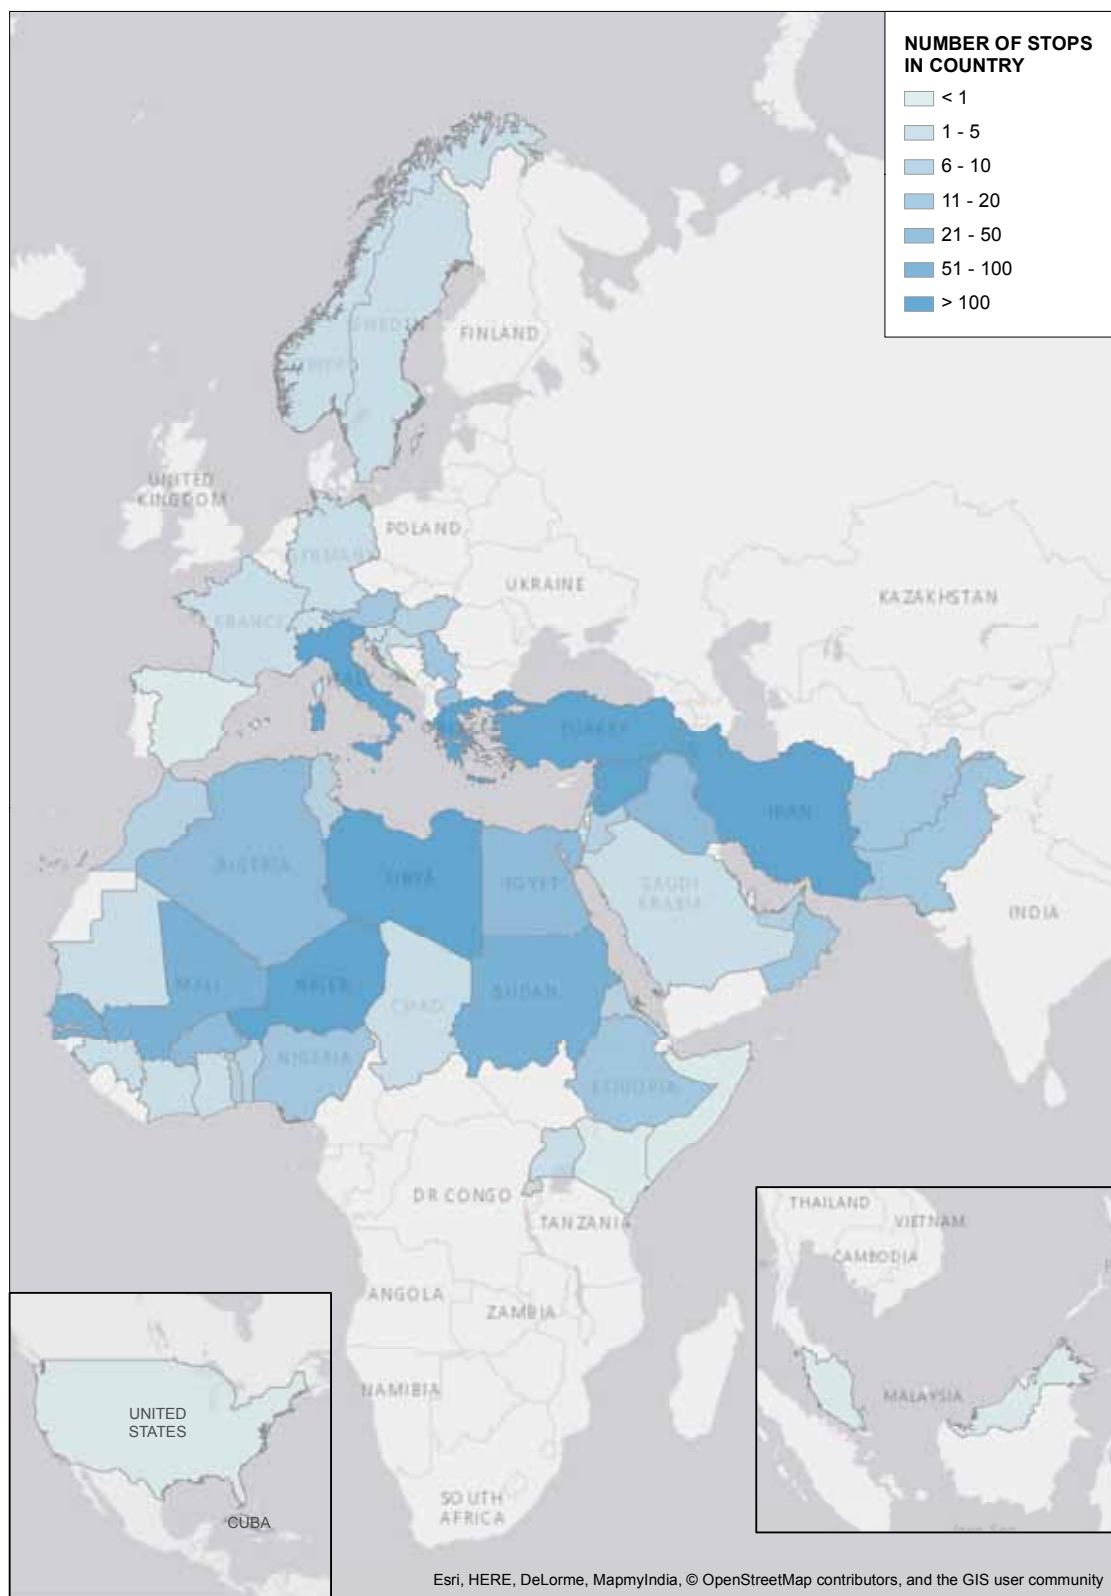 NUMBER OF STOPS
IN COUNTRY
< 1
1 - 5
6 - 10
11 - 20
21 - 50
51 - 100
> 100
SWEDEN
FINLAND
UNITED
KINGDOM
POLAND
GERMANY
UKRAINE
KAZAKHSTAN
FRANCE
TURKEY
IRAN
ALGERIA
LIBYA
EGYPT
SAUDI
ARABIA
INDIA
MALI
NIGER
CHAD
SUDAN
NIGERIA
ETHIOPIA
DR CONGO
TANZANIA
ANGOLA
ZAMBIA
NAMIBIA
SOUTH
AFRICA
THAILAND
VIETNAM
CAMBODIA
MALAYSIA
UNITED
STATES
CUBA
Esri, HERE, DeLorme, MapmyIndia, © OpenStreetMap contributors, and the GIS user community